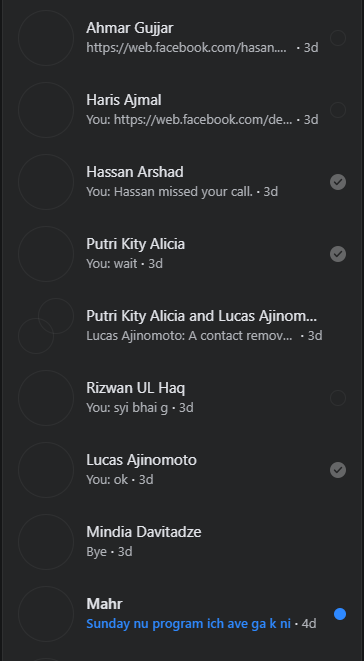 Ahmar Gujjar
https://web.facebook.com/hasan.... · 3d
Haris Ajmal
You: https://web.facebook.com/de... · 3d
Hassan Arshad
You: Hassan missed your call. · 3d
Putri Kity Alicia
You: wait · 3d
Putri Kity Alicia and Lucas Ajinom...
Lucas Ajinomoto: A contact remov... · 3d
Rizwan UL Haq
You: syi bhai g · 3d
Lucas Ajinomoto
You: ok · 3d
Mindia Davitadze
Bye · 3d
Mahr
Sunday nu program ich ave ga k ni · 4d